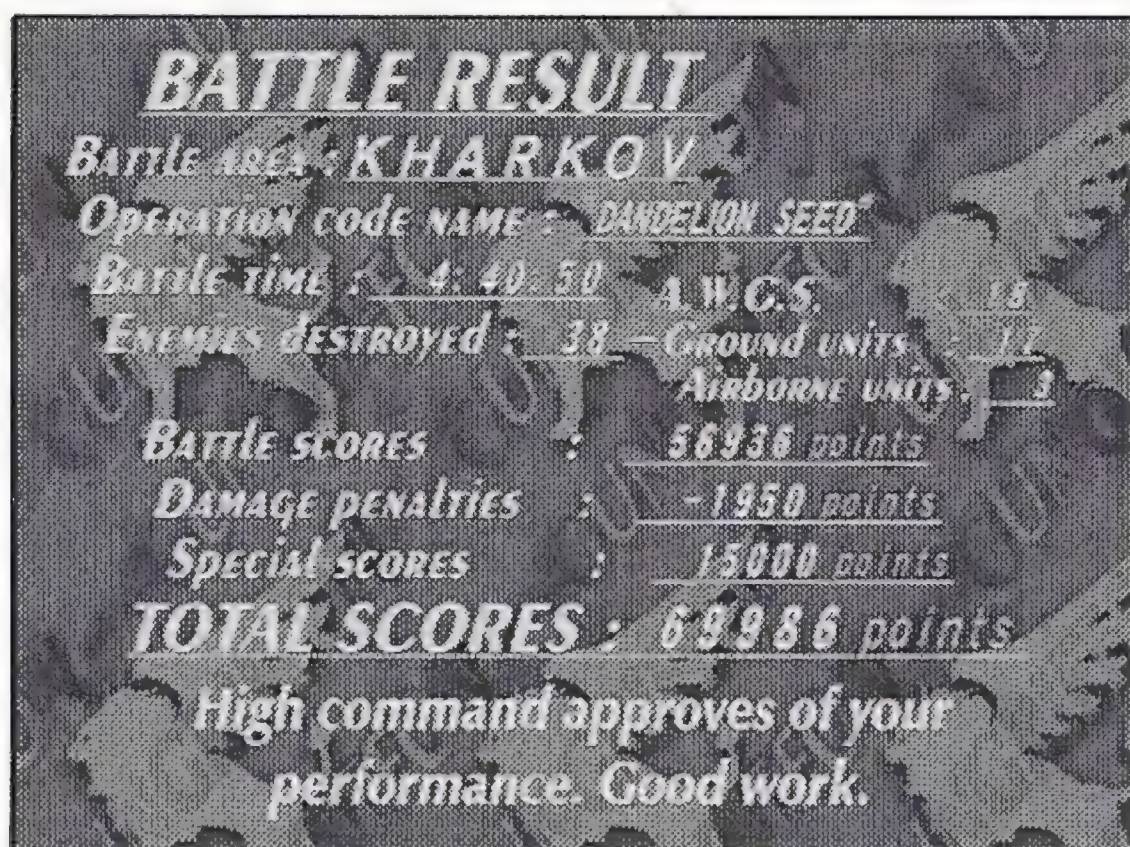 BATTLE RESULT
Battle area : KHARKOV
Operation code name : DANDELION SEED"
Battle time : 4: 40: 50 A.W.G.S. 18
Enemies destroyed : 38 — Ground units : 17
Airborne units. 3
Battle scores : 56936 points
Damage penalties : -1950 points
Special scores : 15000 points
TOTAL SCORES : 69986 points
High command approves of your
performance. Good work.